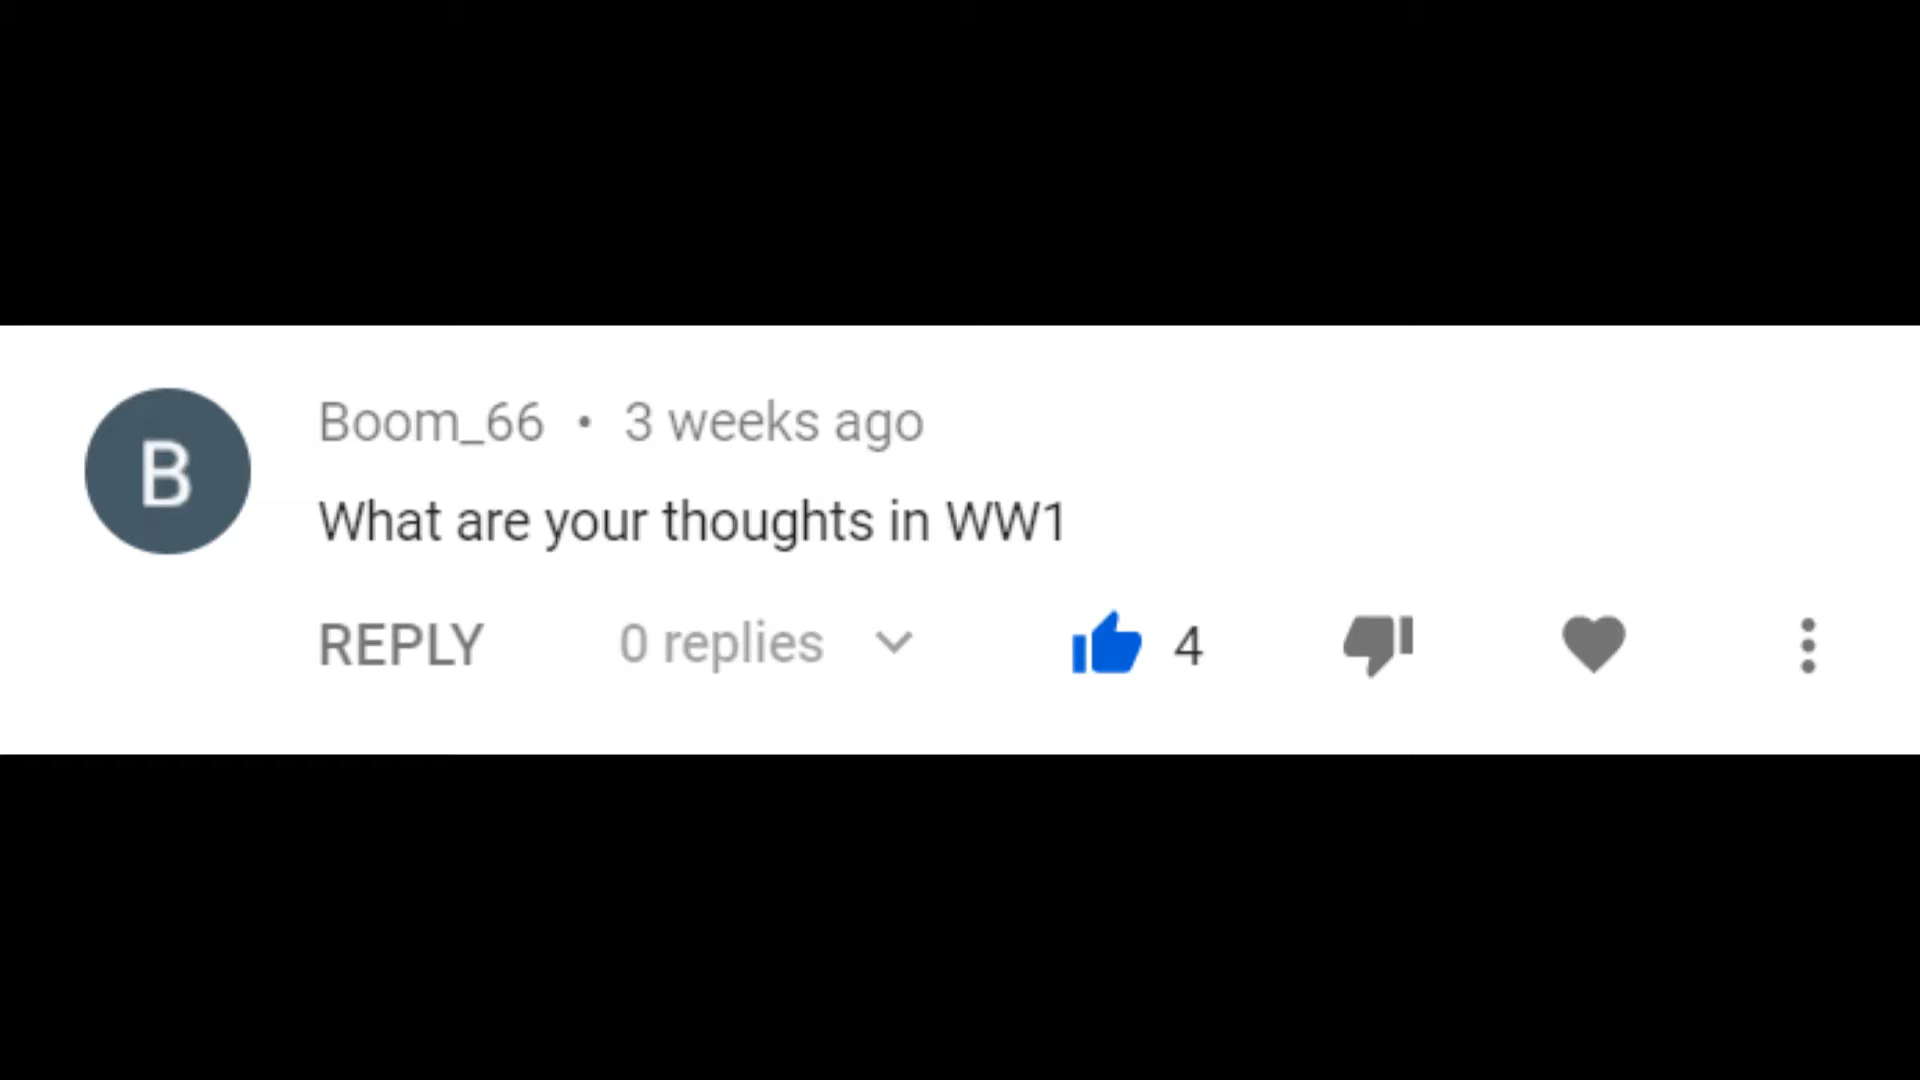 B
Boom_66 • 3 weeks ago
What are your thoughts in WW1
REPLY 0 replies 4